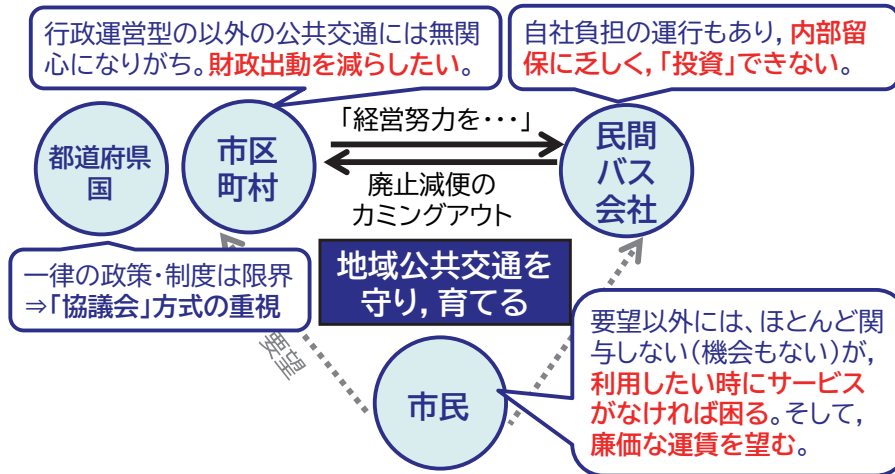 行政運営型の以外の公共交通には無関
心になりがち。財政出動を減らしたい。
自社負担の運行もあり，内部留
保に乏しく，「投資」できない。
都道府県
国
市区
町村
「経営努力を・・・」
廃止減便の
カミングアウト
民間
バス
会社
一律の政策・制度は限界
⇒「協議会」方式の重視
地域公共交通を
守り，育てる
要望
市民
要望以外には、ほとんど関
与しない（機会もない）が，
利用したい時にサービス
がなければ困る。そして，
廉価な運賃を望む。